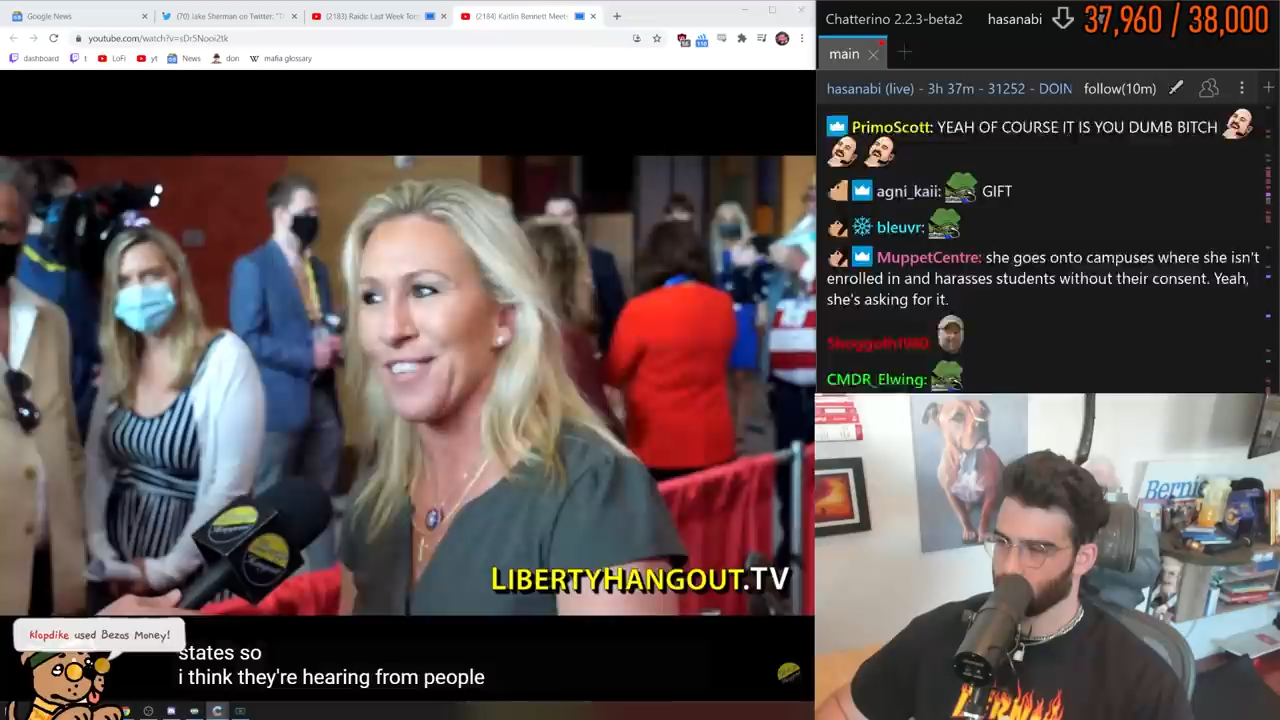 Google News
(70) Jake Sherman on Twitter: "T
(2183) Raidic Last Week Ton
(2184) Kaitlin Bennett Meets
youtube.com/watch?v=sDr5Nooi2tk
dashboard
t
LoFi
yt
News
don
W mafia glossary
Chatterino 2.2.3-beta2
hasanabi
37,960 / 38,000
main
hasanabi (live) - 3h 37m - 31252 - DOIN
follow(10m)
PrimoScott: YEAH OF COURSE IT IS YOU DUMB BITCH
agni_kaii: GIFT
bleuvr:
MuppetCentre: she goes onto campuses where she isn't
enrolled in and harasses students without their consent. Yeah,
she's asking for it.
Shoggoth1980
CMDR_Elwing:
Bernie
LIBERTYHANGOUT.TV
klopdike used Bezos Money!
states so
i think they're hearing from people